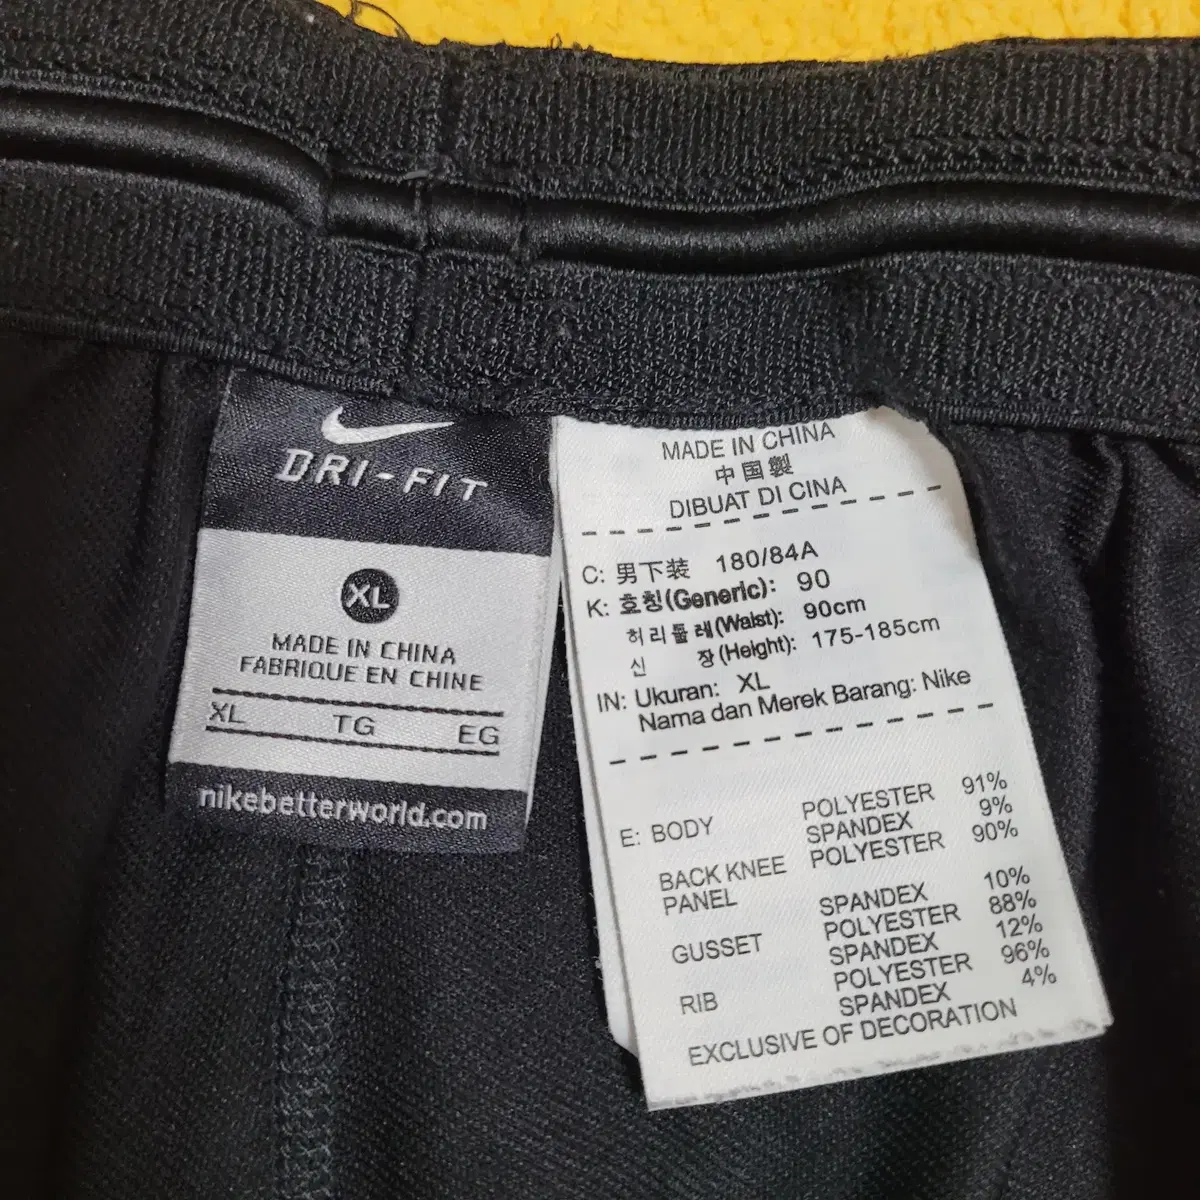 DRI-FIT
XL
MADE IN CHINA
FABRIQUE EN CHINE
XL TG EG
nikebetterworld.com
MADE IN CHINA
中国製
DIBUAT DI CINA
C: 男下装 180/84A
K: 호칭(Generic): 90
허리둘레(Waist): 90cm
신 장(Height): 175-185cm
IN: Ukuran: XL
Nama dan Merek Barang: Nike
E: BODY POLYESTER 91%
SPANDEX 9%
BACK KNEE POLYESTER 90%
PANEL SPANDEX 10%
GUSSET POLYESTER 88%
SPANDEX 12%
RIB POLYESTER 96%
SPANDEX 4%
EXCLUSIVE OF DECORATION